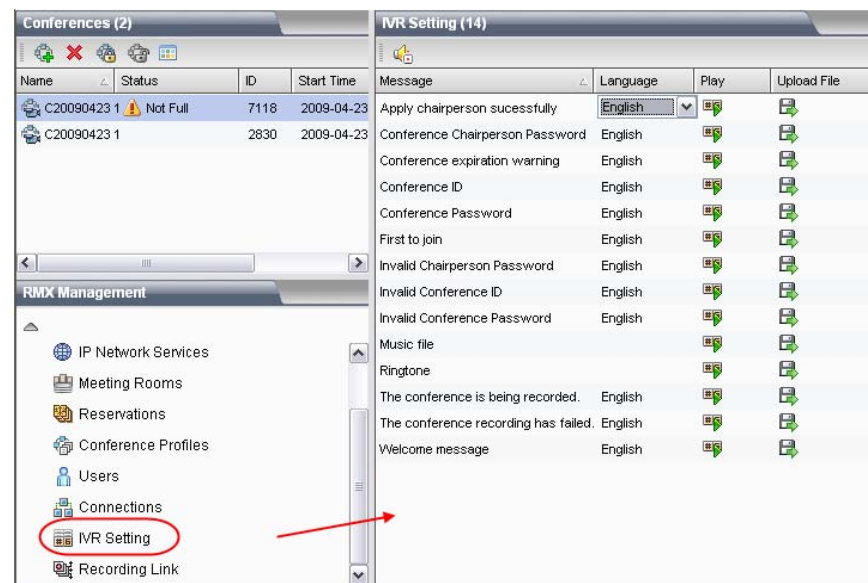 Conferences (2)
Name Status ID Start Time
C20090423 1 Not Full 7118 2009-04-23
C20090423 1 2830 2009-04-23
RMX Management
IP Network Services
Meeting Rooms
Reservations
Conference Profiles
Users
Connections
IVR Setting
Recording Link
IVR Setting (14)
Message Language Play Upload File
Apply chairperson sucessfully English
Conference Chairperson Password English
Conference expiration warning English
Conference ID English
Conference Password English
First to join English
Invalid Chairperson Password English
Invalid Conference ID English
Invalid Conference Password English
Music file
Ringtone
The conference is being recorded. English
The conference recording has failed. English
Welcome message English